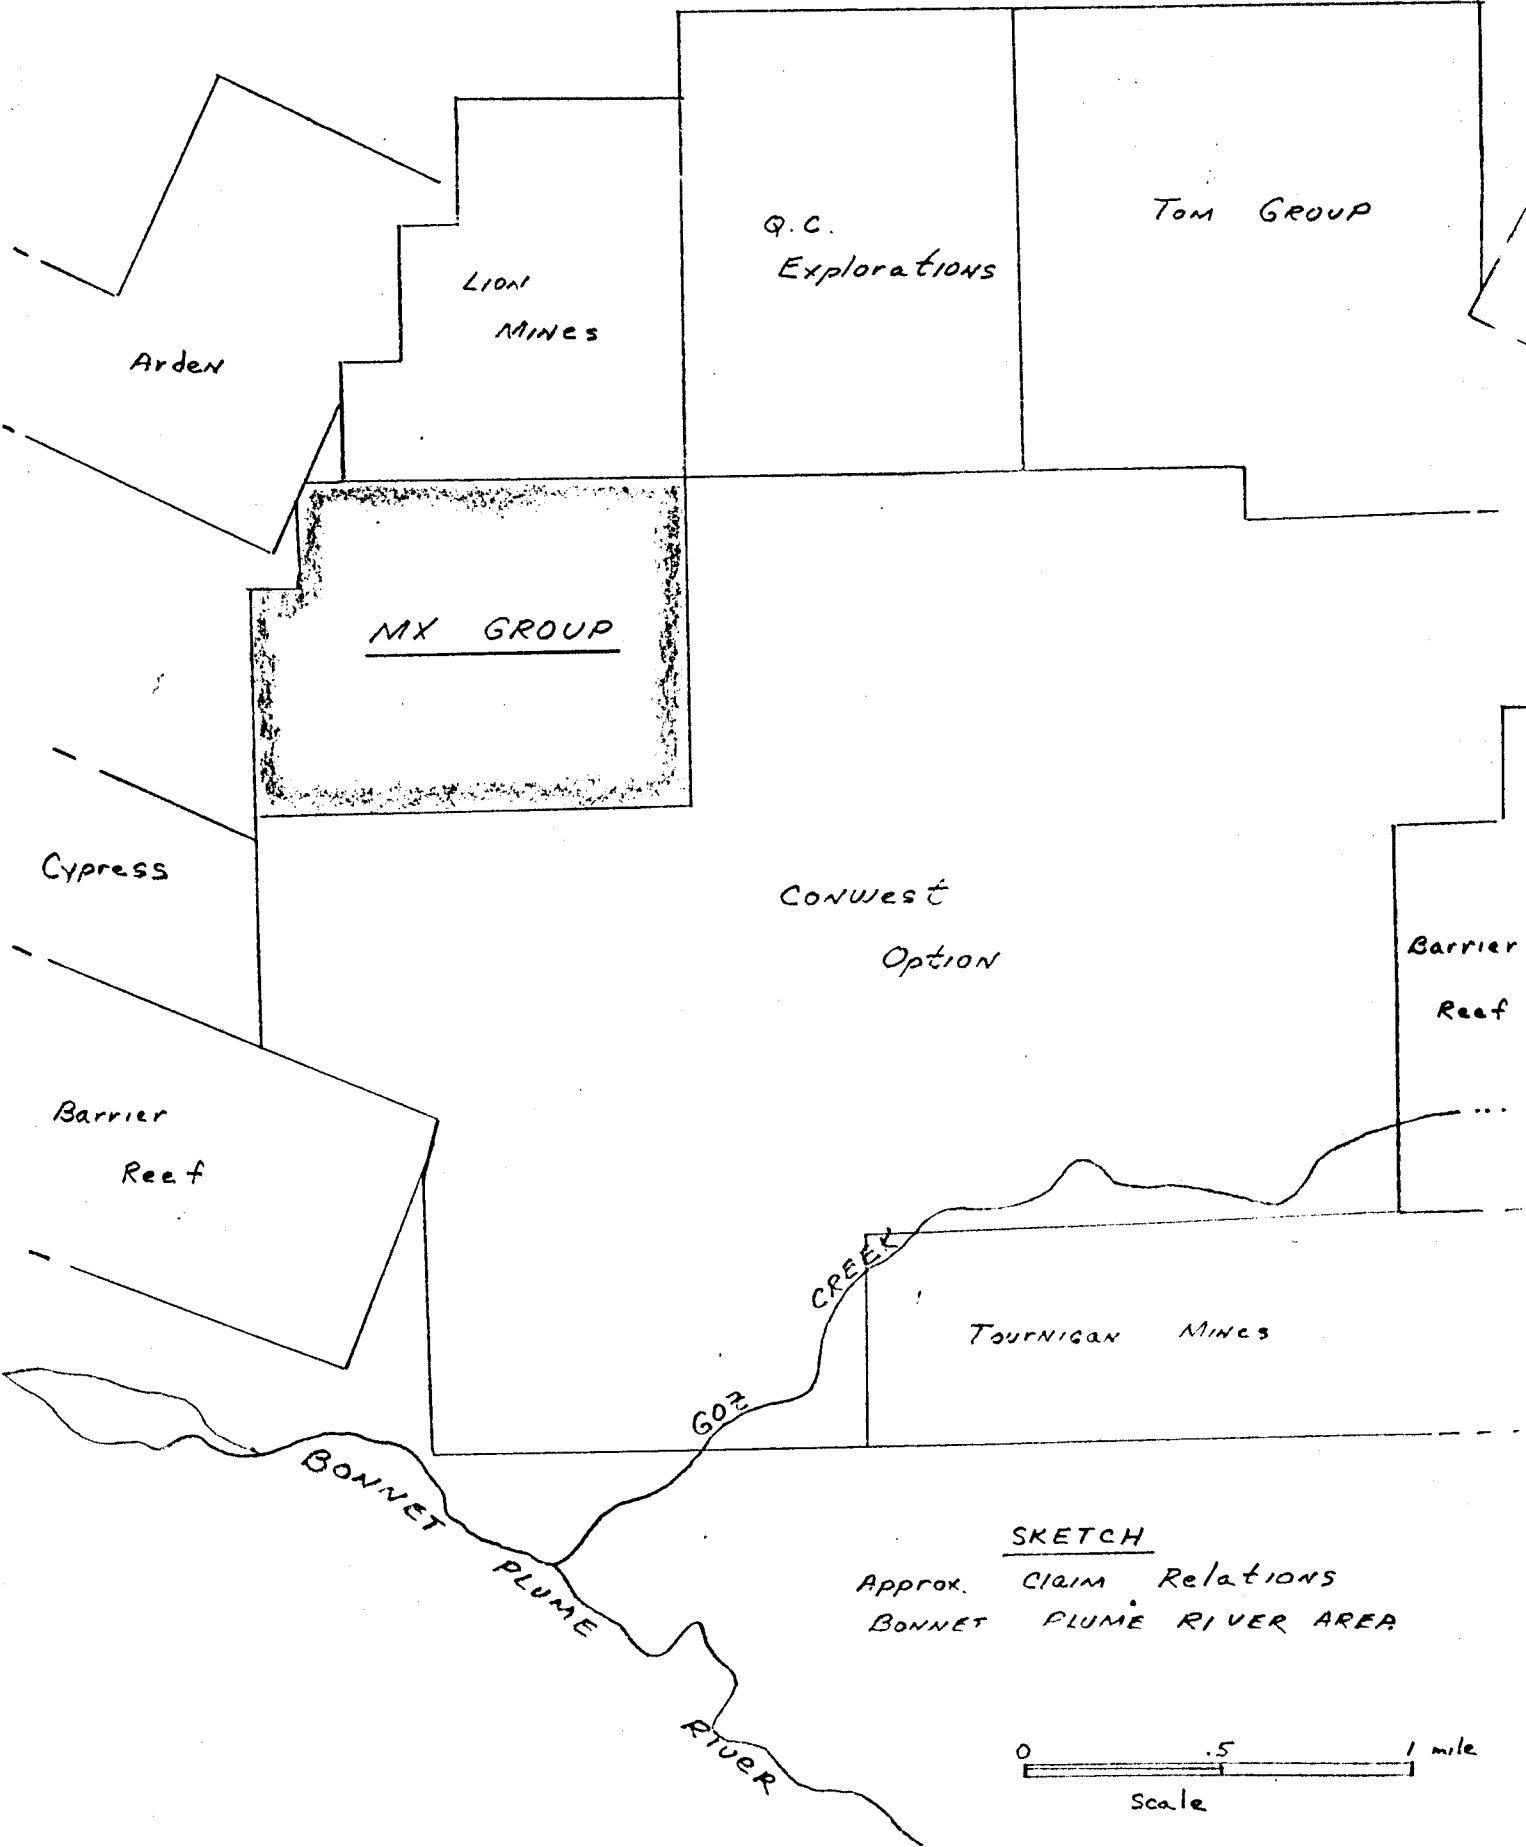 Q.C.
Explorations
TOM GROUP
LION
MINES
Arden
MX GROUP
Cypress
Conwest
Option
Barrier
Reef
Barrier
Reef
GOZ CREEK
Tournigan Mines
BONNET PLUME RIVER
SKETCH
Approx. Claim Relations
BONNET PLUME RIVER AREA
0 .5 1 mile
Scale